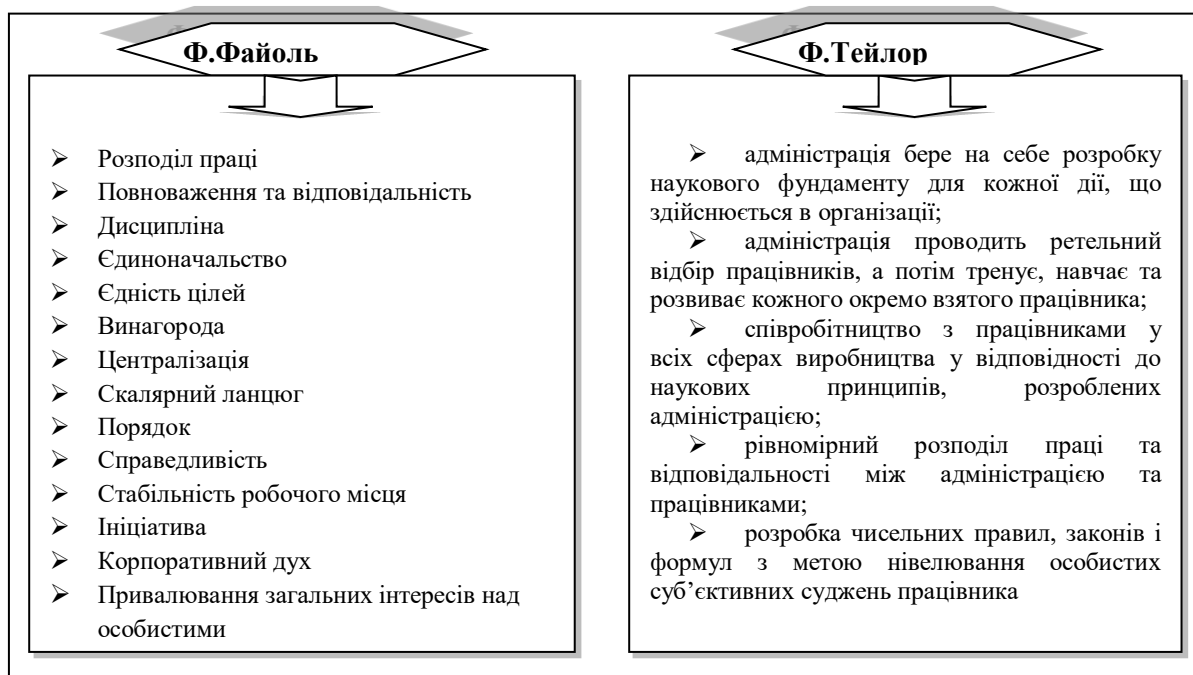 Ф.Файоль
➢ Розподіл праці
➢ Повноваження та відповідальність
➢ Дисципліна
➢ Єдиноначальство
➢ Єдність цілей
➢ Винагорода
➢ Централізація
➢ Скалярний ланцюг
➢ Порядок
➢ Справедливість
➢ Стабільність робочого місця
➢ Ініціатива
➢ Корпоративний дух
➢ Привалювання загальних інтересів над
особистими
Ф.Тейлор
➢ адміністрація бере на себе розробку
наукового фундаменту для кожної дії, що
здійснюється в організації;
➢ адміністрація проводить ретельний
відбір працівників, а потім тренує, навчає та
розвиває кожного окремо взятого працівника;
➢ співробітництво з працівниками у
всіх сферах виробництва у відповідності до
наукових принципів, розроблених
адміністрацією;
➢ рівномірний розподіл праці та
відповідальності між адміністрацією та
працівниками;
➢ розробка чисельних правил, законів і
формул з метою нівелювання особистих
суб’єктивних суджень працівника